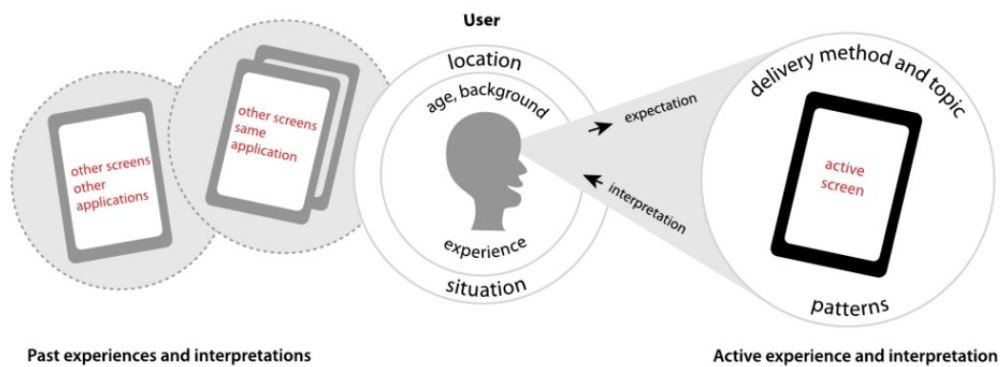 User
location
age, background
experience
situation
other screens
other
applications
other screens
same
application
expectation
interpretation
delivery method and topic
active
screen
patterns
Past experiences and interpretations
Active experience and interpretation